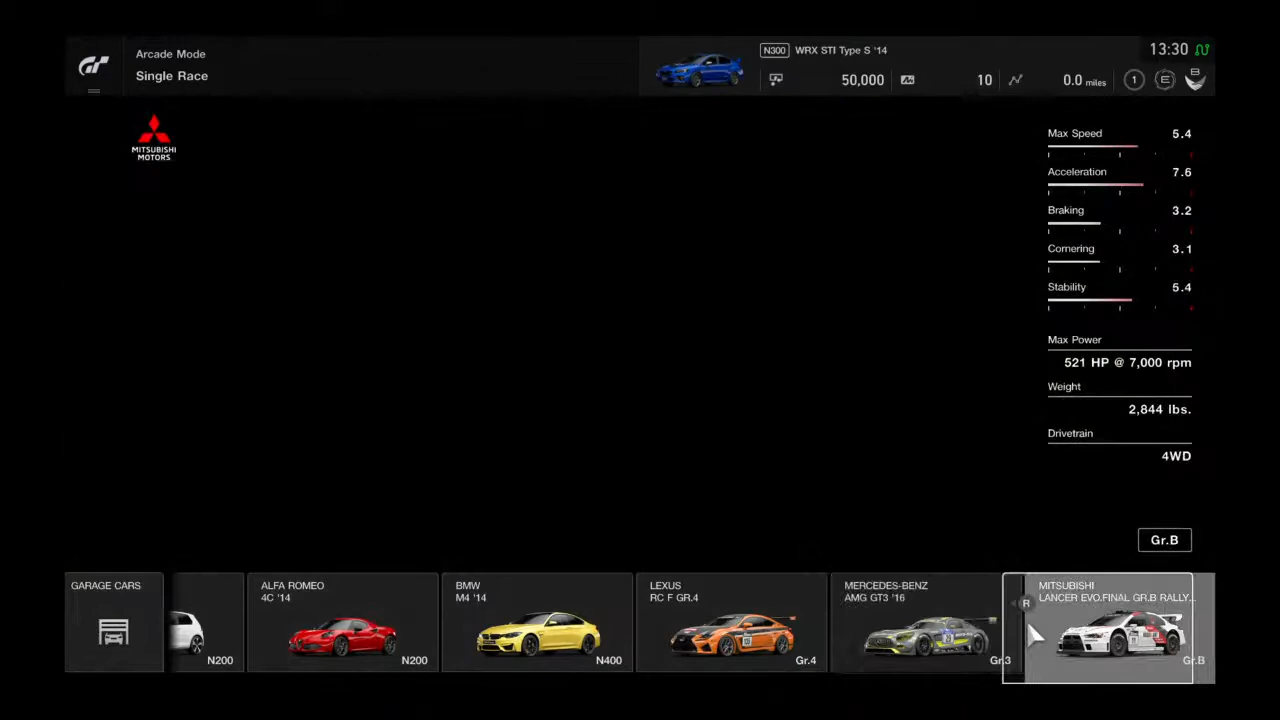 GT
Arcade Mode
Single Race
N300 WRX STI Type S '14
50,000
10
0.0 miles
13:30
1
E
B
MITSUBISHI
MOTORS
Max Speed 5.4
Acceleration 7.6
Braking 3.2
Cornering 3.1
Stability 5.4
Max Power
521 HP @ 7,000 rpm
Weight
2,844 lbs.
Drivetrain
4WD
Gr.B
GARAGE CARS
N200
ALFA ROMEO
4C '14
N200
BMW
M4 '14
N400
LEXUS
RC F GR.4
Gr.4
MERCEDES-BENZ
AMG GT3 '16
Gr.3
R
MITSUBISHI
LANCER EVO.FINAL GR.B RALLY...
Gr.B